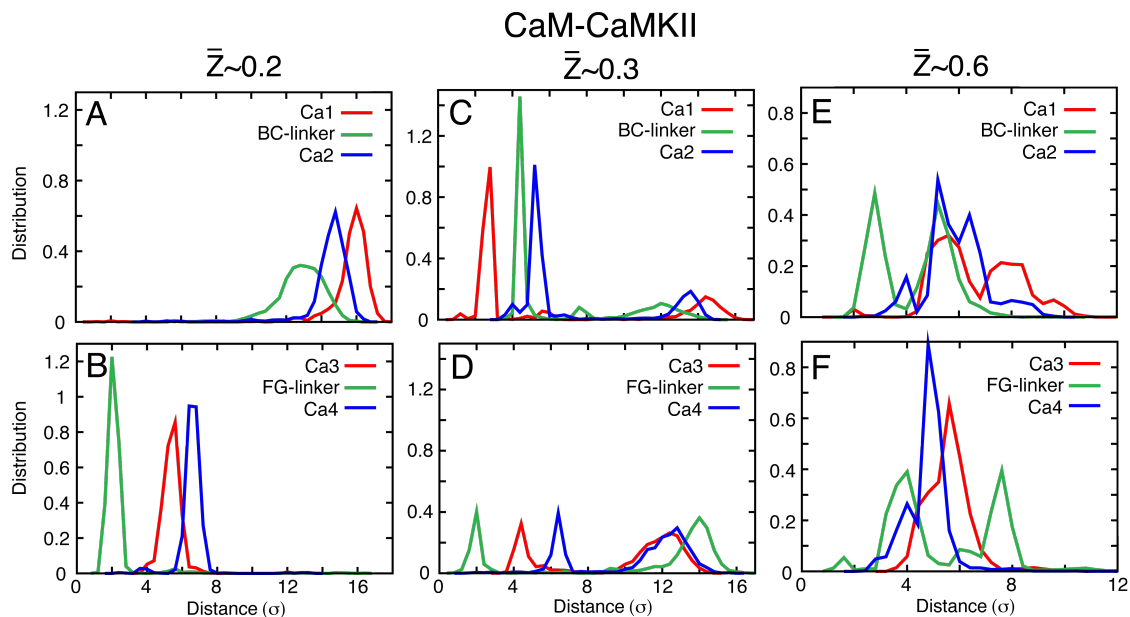 CaM-CaMKII
Z̄~0.2
Z̄~0.3
Z̄~0.6
A
Ca1
BC-linker
Ca2
Distribution
1.2
0.8
0.4
0
C
Ca1
BC-linker
Ca2
1.2
0.8
0.4
0
E
Ca1
BC-linker
Ca2
0.8
0.6
0.4
0.2
0
B
Ca3
FG-linker
Ca4
Distribution
1.2
1
0.8
0.6
0.4
0.2
0
0 4 8 12 16
Distance (σ)
D
Ca3
FG-linker
Ca4
1.2
0.8
0.4
0
0 4 8 12 16
Distance (σ)
F
Ca3
FG-linker
Ca4
0.8
0.6
0.4
0.2
0
0 4 8 12
Distance (σ)